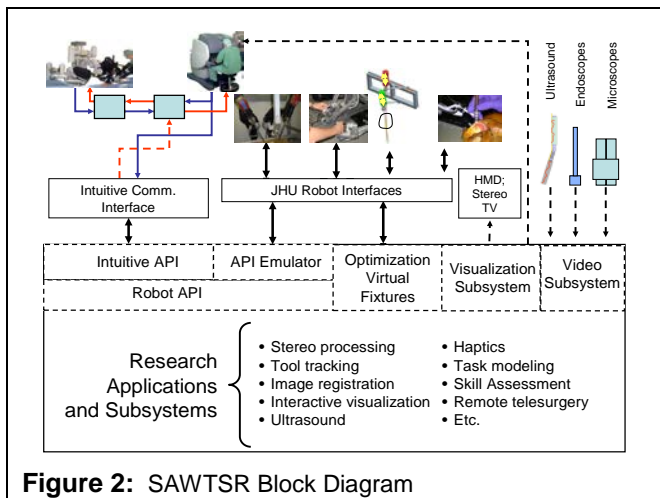 Ultrasound
Endoscopes
Microscopes
Intuitive Comm.
Interface
JHU Robot Interfaces
HMD;
Stereo
TV
Intuitive API
API Emulator
Robot API
Optimization
Virtual
Fixtures
Visualization
Subsystem
Video
Subsystem
Research
Applications
and Subsystems
• Stereo processing
• Tool tracking
• Image registration
• Interactive visualization
• Ultrasound
• Haptics
• Task modeling
• Skill Assessment
• Remote telesurgery
• Etc.
Figure 2: SAWTSR Block Diagram